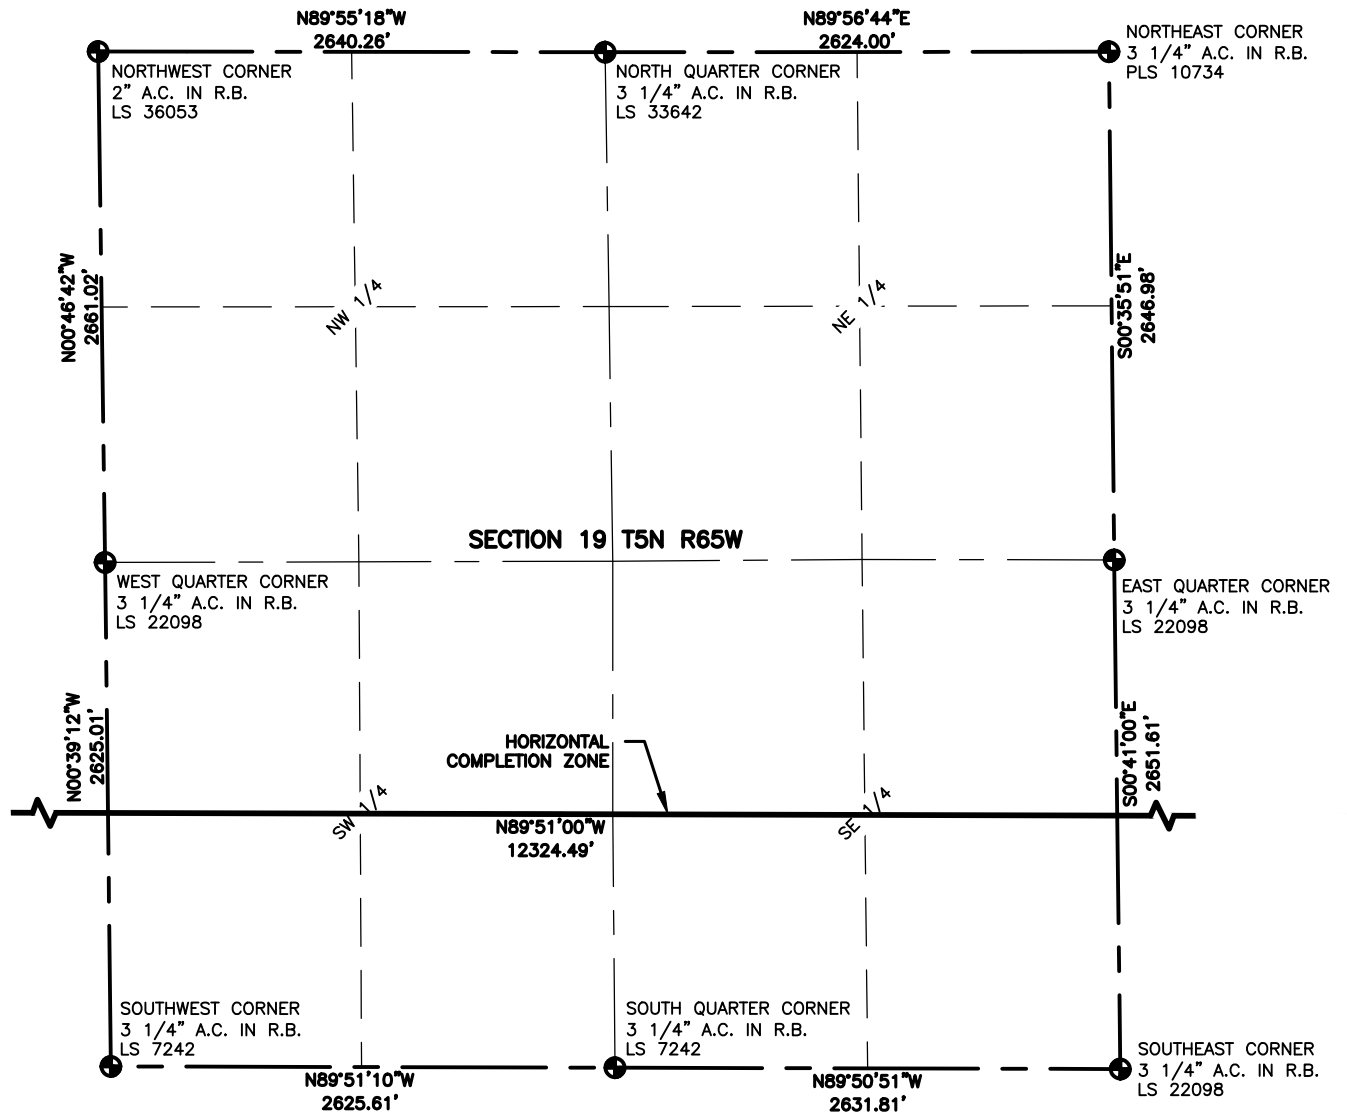 N89°55'18"W
2640.26'
N89°56'44"E
2624.00'
NORTHEAST CORNER
3 1/4" A.C. IN R.B.
PLS 10734
NORTHWEST CORNER
2" A.C. IN R.B.
LS 36053
NORTH QUARTER CORNER
3 1/4" A.C. IN R.B.
LS 33642
N00°46'42"W
2661.02'
NW 1/4
NE 1/4
S00°35'51"E
2646.98'
SECTION 19 T5N R65W
WEST QUARTER CORNER
3 1/4" A.C. IN R.B.
LS 22098
EAST QUARTER CORNER
3 1/4" A.C. IN R.B.
LS 22098
N00°39'12"W
2625.01'
HORIZONTAL
COMPLETION ZONE
S00°41'00"E
2651.61'
SW 1/4
SE 1/4
N89°51'00"W
12324.49'
SOUTHWEST CORNER
3 1/4" A.C. IN R.B.
LS 7242
SOUTH QUARTER CORNER
3 1/4" A.C. IN R.B.
LS 7242
SOUTHEAST CORNER
3 1/4" A.C. IN R.B.
LS 22098
N89°51'10"W
2625.61'
N89°50'51"W
2631.81'